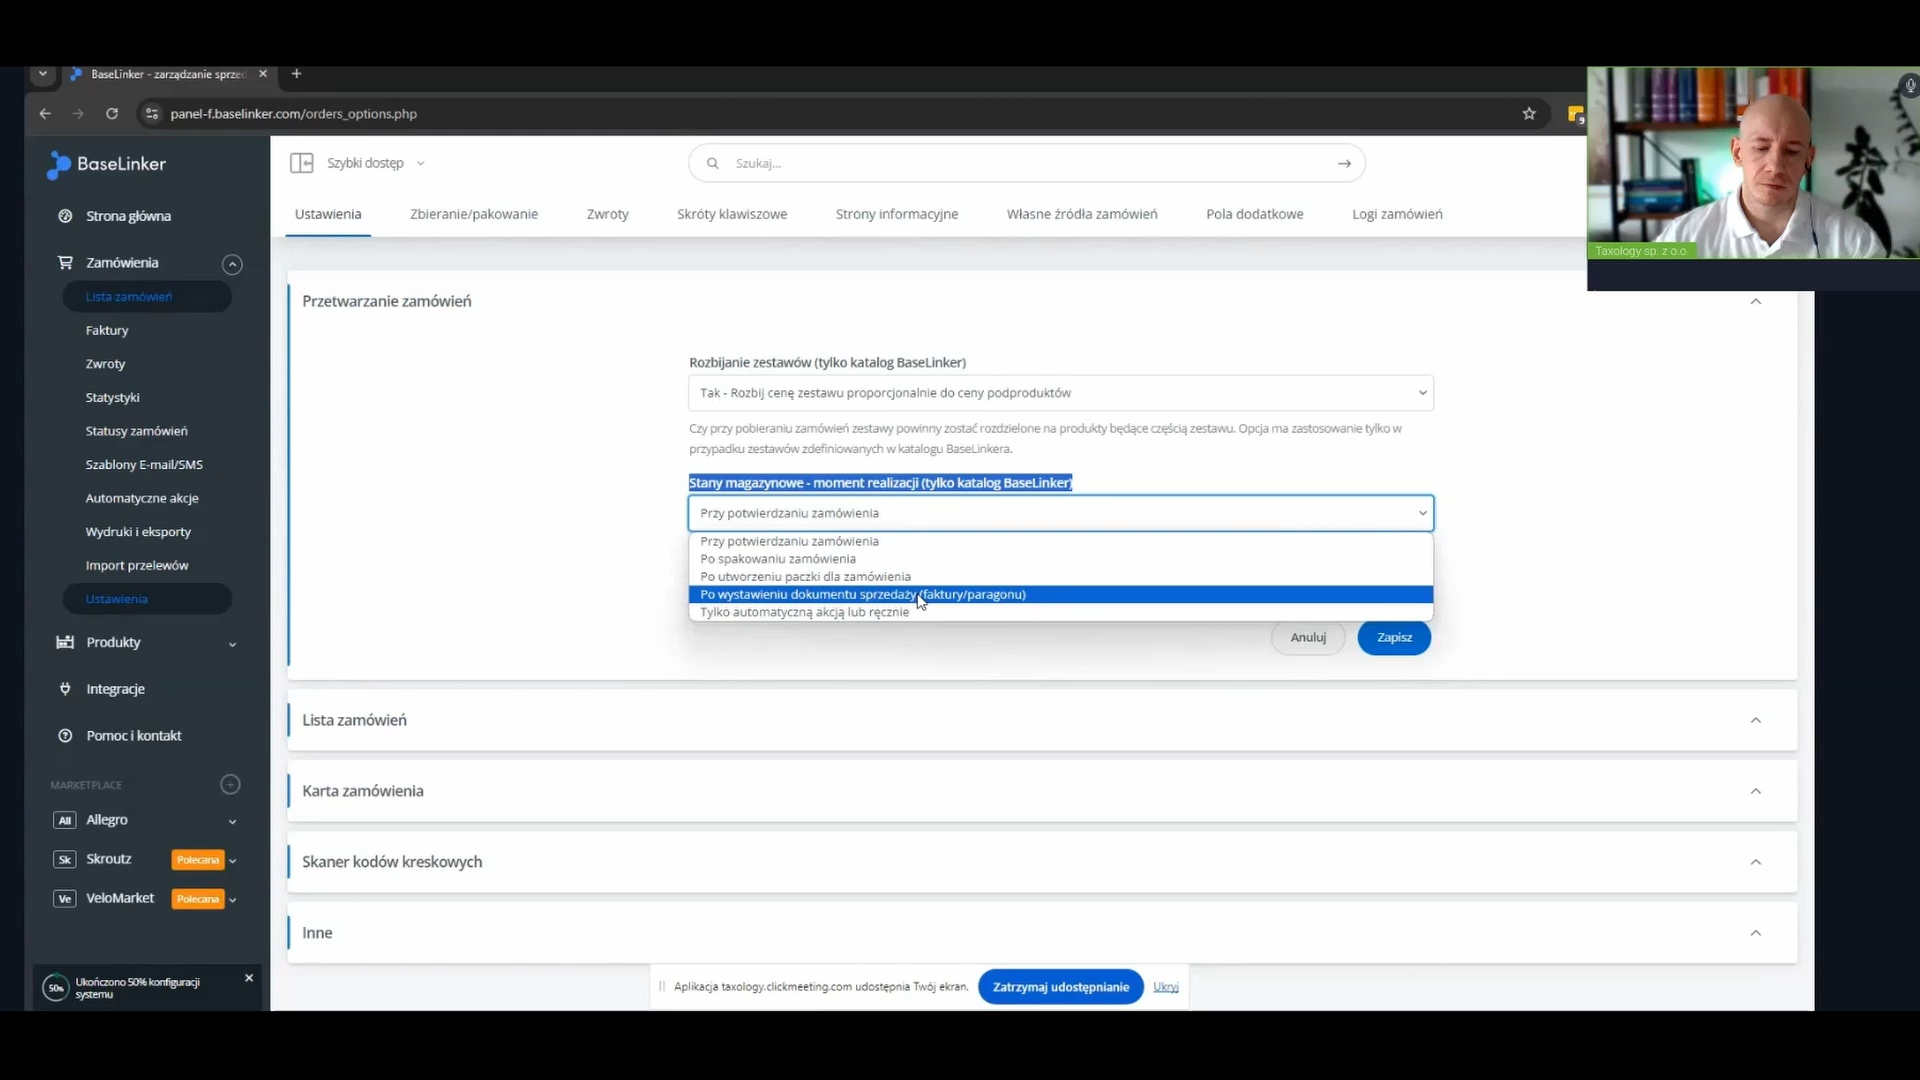 BaseLinker - zarządzanie sprzed
panel-f.baselinker.com/orders_options.php
9
Taxology sp. z o.o.
BaseLinker
Szybki dostęp
Szukaj...
Strona główna
Zamówienia
Lista zamówień
Faktury
Zwroty
Statystyki
Statusy zamówień
Szablony E-mail/SMS
Automatyczne akcje
Wydruki i eksporty
Import przelewów
Ustawienia
Produkty
Integracje
Pomoc i kontakt
MARKETPLACE
All Allegro
Sk Skroutz Polecana
Ve VeloMarket Polecana
50% Ukończono 50% konfiguracji
systemu
Ustawienia Zbieranie/pakowanie Zwroty Skróty klawiszowe Strony informacyjne Własne źródła zamówień Pola dodatkowe Logi zamówień
Przetwarzanie zamówień
Rozbijanie zestawów (tylko katalog BaseLinker)
Tak - Rozbij cenę zestawu proporcjonalnie do ceny podproduktów
Czy przy pobieraniu zamówień zestawy powinny zostać rozdzielone na produkty będące częścią zestawu. Opcja ma zastosowanie tylko w
przypadku zestawów zdefiniowanych w katalogu BaseLinkera.
Stany magazynowe - moment realizacji (tylko katalog BaseLinker)
Przy potwierdzaniu zamówienia
Przy potwierdzaniu zamówienia
Po spakowaniu zamówienia
Po utworzeniu paczki dla zamówienia
Po wystawieniu dokumentu sprzedaży (faktury/paragonu)
Tylko automatyczną akcją lub ręcznie
Anuluj Zapisz
Lista zamówień
Karta zamówienia
Skaner kodów kreskowych
Inne
Aplikacja taxology.clickmeeting.com udostępnia Twój ekran. Zatrzymaj udostępnianie Ukryj